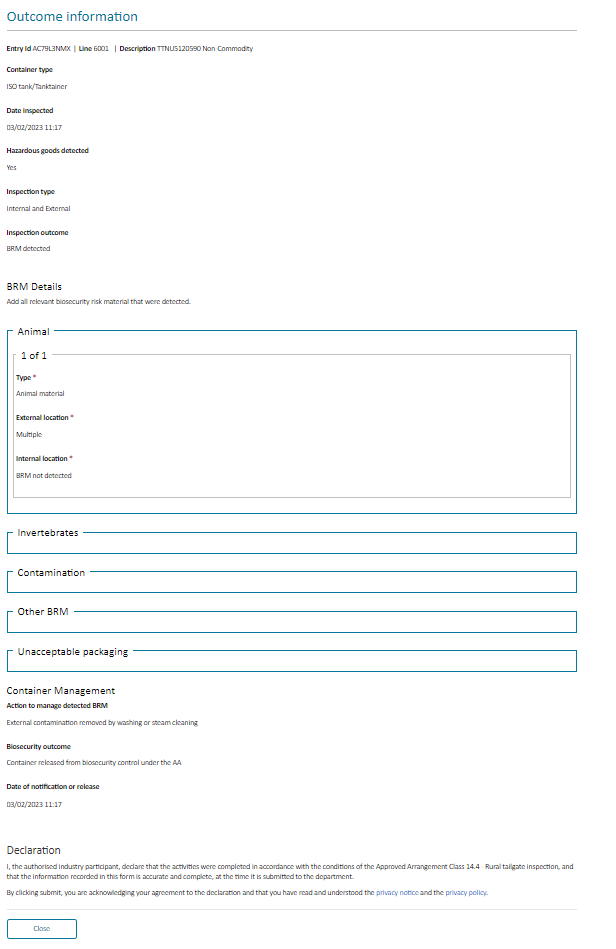 Outcome information
Entry Id AC79L3NMX | Line 6001 | Description TTNU5120590 Non Commodity
Container type
ISO tank/Tanktainer
Date inspected
03/02/2023 11:17
Hazardous goods detected
Yes
Inspection type
Internal and External
Inspection outcome
BRM detected
BRM Details
Add all relevant biosecurity risk material that were detected.
Animal
1 of 1
Type *
Animal material
External location *
Multiple
Internal location *
BRM not detected
Invertebrates
Contamination
Other BRM
Unacceptable packaging
Container Management
Action to manage detected BRM
External contamination removed by washing or steam cleaning
Biosecurity outcome
Container released from biosecurity control under the AA
Date of notification or release
03/02/2023 11:17
Declaration
I, the authorised industry participant, declare that the activities were completed in accordance with the conditions of the Approved Arrangement Class 14.4 - Rural tailgate inspection, and
that the information recorded in this form is accurate and complete, at the time it is submitted to the department.
By clicking submit, you are acknowledging your agreement to the declaration and that you have read and understood the privacy notice and the privacy policy.
Close